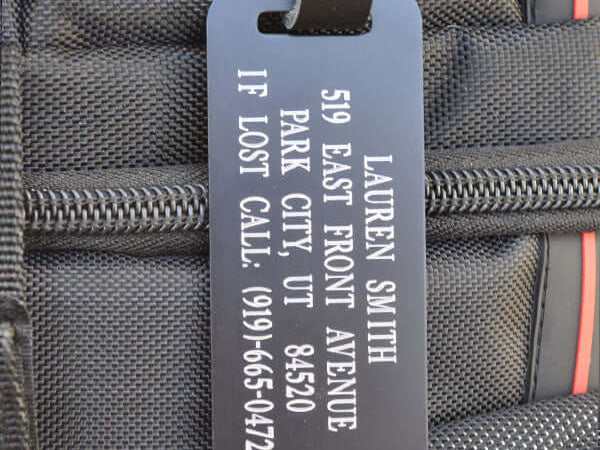 LAUREN SMITH
519 EAST FRONT AVENUE
PARK CITY, UT 84520
IF LOST CALL: (919)-665-0472